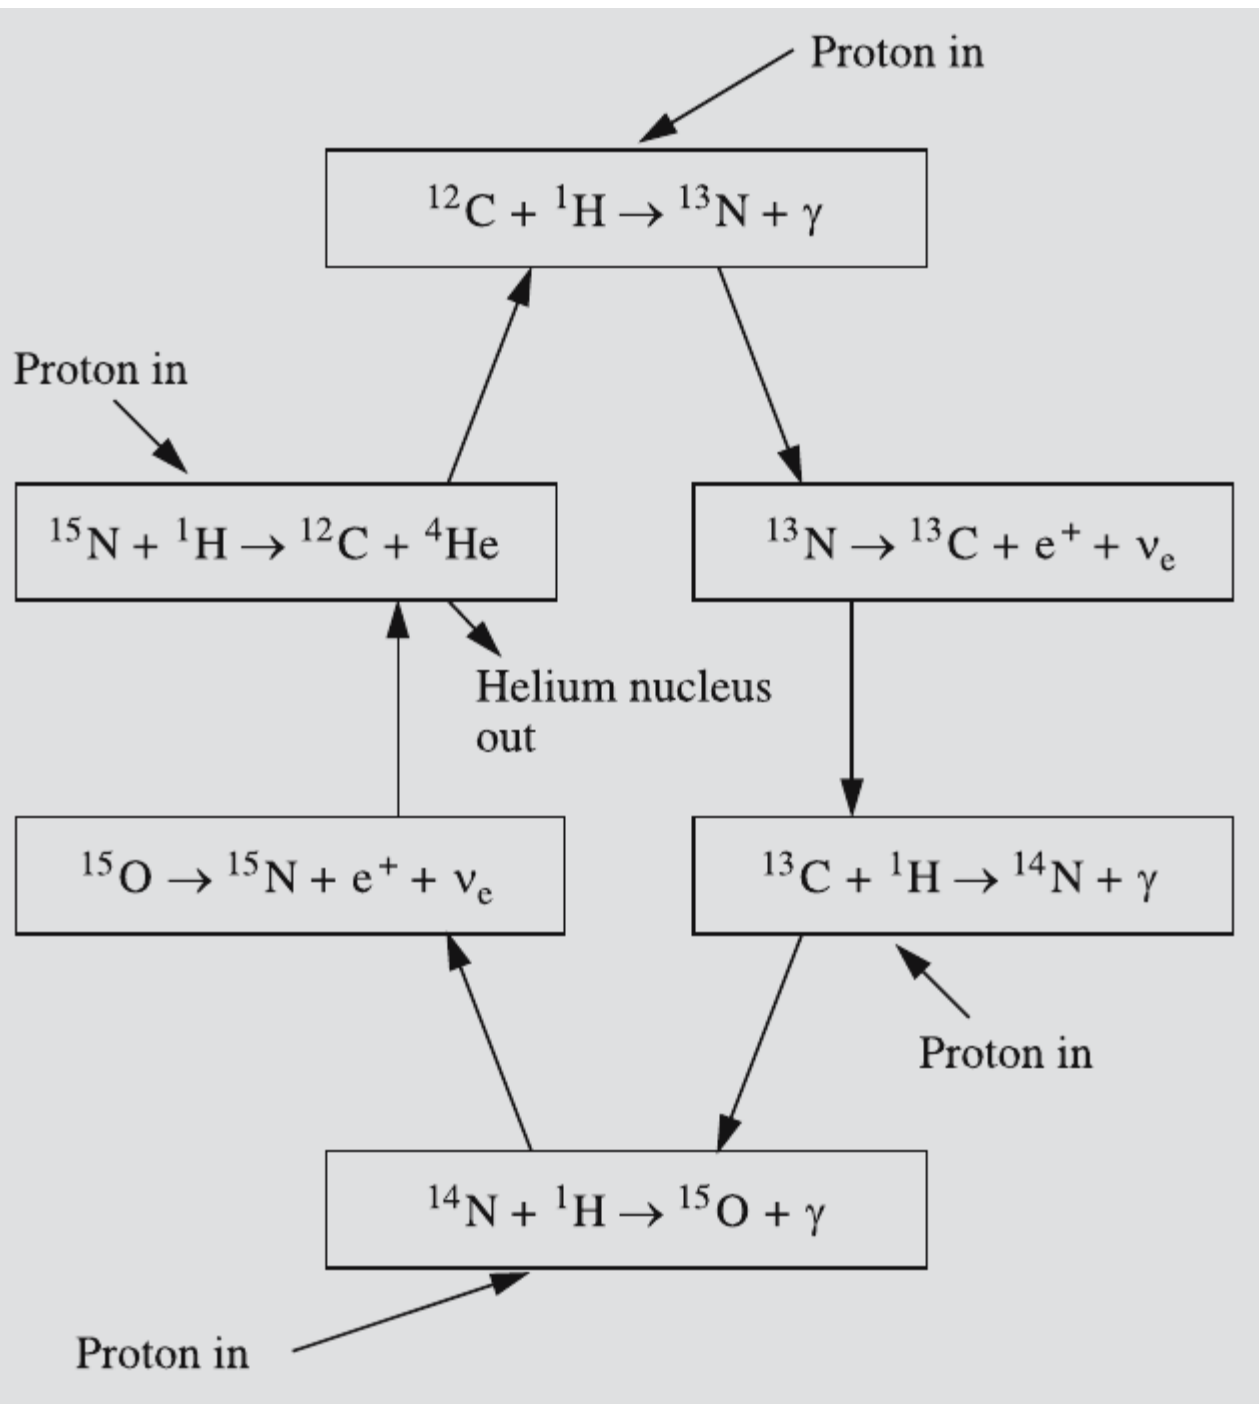 Proton in
¹²C + ¹H → ¹³N + γ
Proton in
¹⁵N + ¹H → ¹²C + ⁴He
¹³N → ¹³C + e⁺ + νₑ
Helium nucleus
out
¹⁵O → ¹⁵N + e⁺ + νₑ
¹³C + ¹H → ¹⁴N + γ
Proton in
¹⁴N + ¹H → ¹⁵O + γ
Proton in